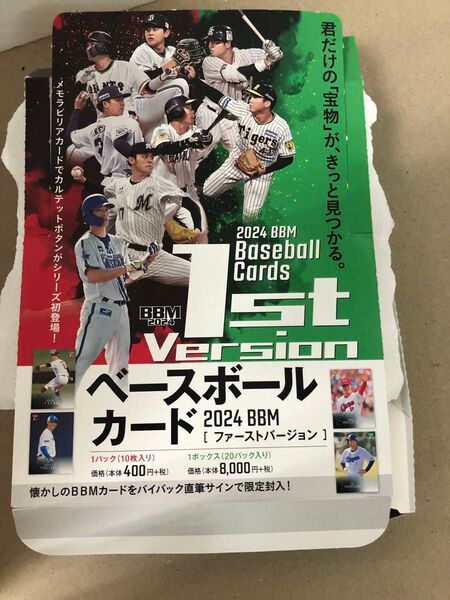 君だけの「宝物」が、きっと見つかる。
メモラビリアカードでカルテットボタンがシリーズ初登場!
Tigers
2024 BBM
Baseball
Cards
BBM
2024
1st
Version
ベースボール
カード 2024 BBM
[ ファーストバージョン ]
1パック(10枚入り)
価格(本体400円+税)
1ボックス(20パック入り)
価格(本体8,000円+税)
懐かしのBBMカードをバイバック直筆サインで限定封入!